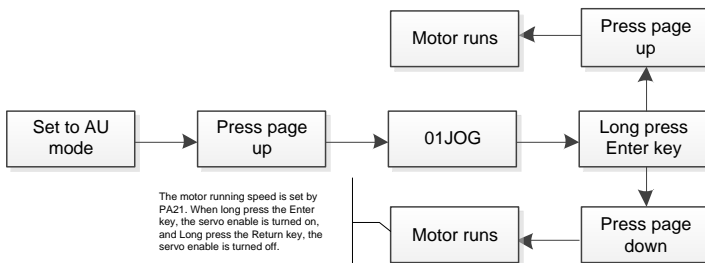 Motor runs
Press page
up
Set to AU
mode
Press page
up
01JOG
Long press
Enter key
The motor running speed is set by
PA21. When long press the Enter
key, the servo enable is turned on,
and Long press the Return key, the
servo enable is turned off.
Motor runs
Press page
down